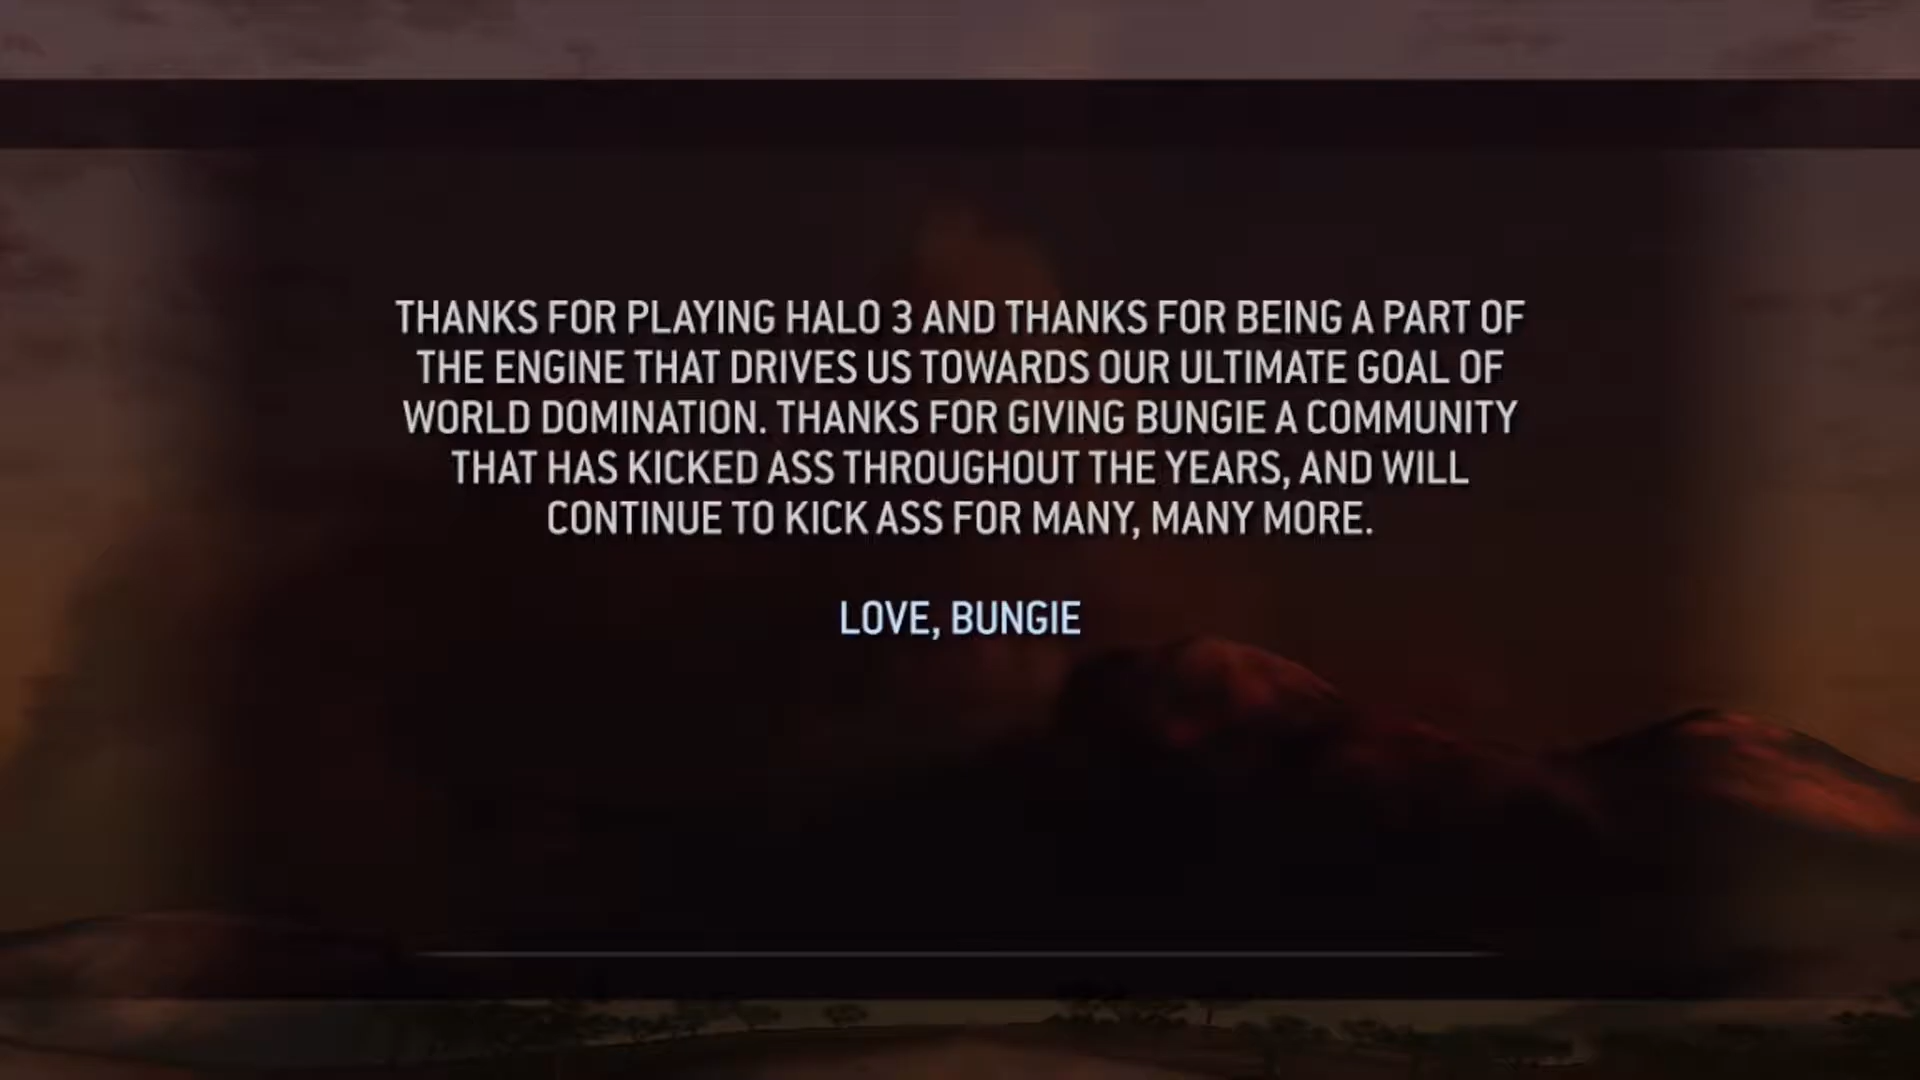 THANKS FOR PLAYING HALO 3 AND THANKS FOR BEING A PART OF
THE ENGINE THAT DRIVES US TOWARDS OUR ULTIMATE GOAL OF
WORLD DOMINATION. THANKS FOR GIVING BUNGIE A COMMUNITY
THAT HAS KICKED ASS THROUGHOUT THE YEARS, AND WILL
CONTINUE TO KICK ASS FOR MANY, MANY MORE.
LOVE, BUNGIE